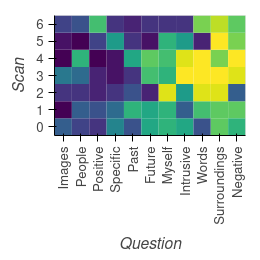 Scan
6
5
4
3
2
1
0
Images
People
Positive
Specific
Past
Future
Myself
Intrusive
Words
Surroundings
Negative
Question